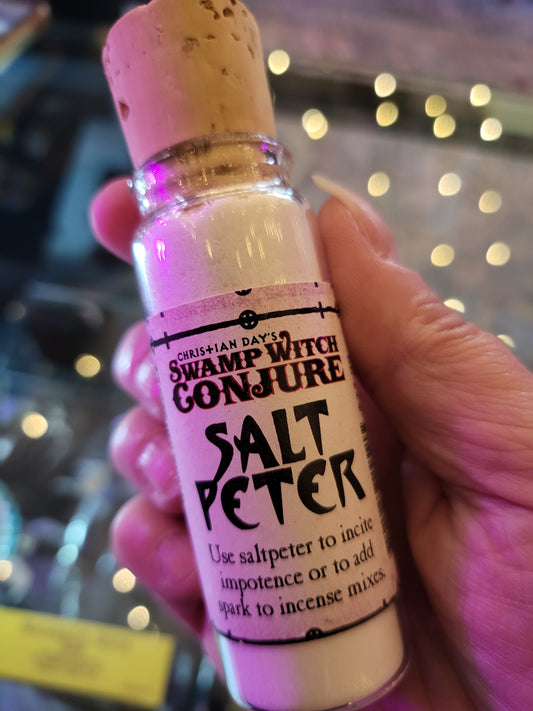 CHRISTIAN DAY'S
SWAMP WITCH
CONJURE
SALT
PETER
Use saltpeter to incite
impotence or to add
spark to incense mixes.